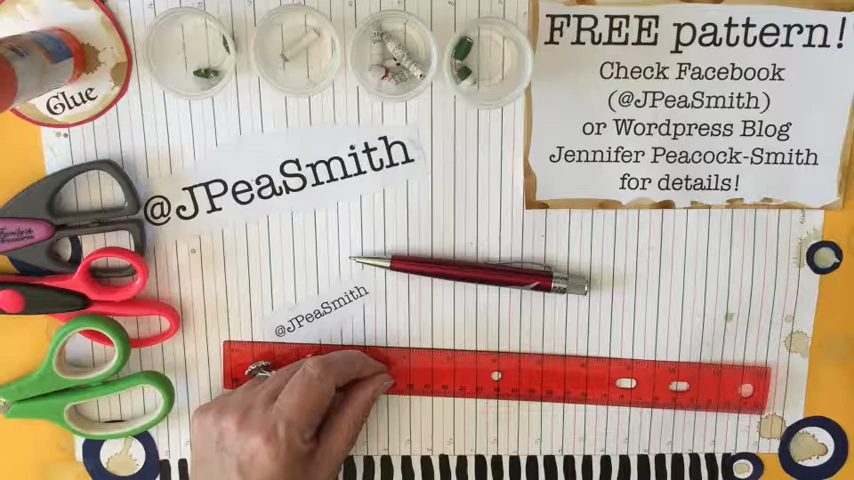 FREE pattern!
Check Facebook
(@JPeaSmith)
or Wordpress Blog
Jennifer Peacock-Smith
for details!
Glue
@JPeaSmith
@JPeaSmith